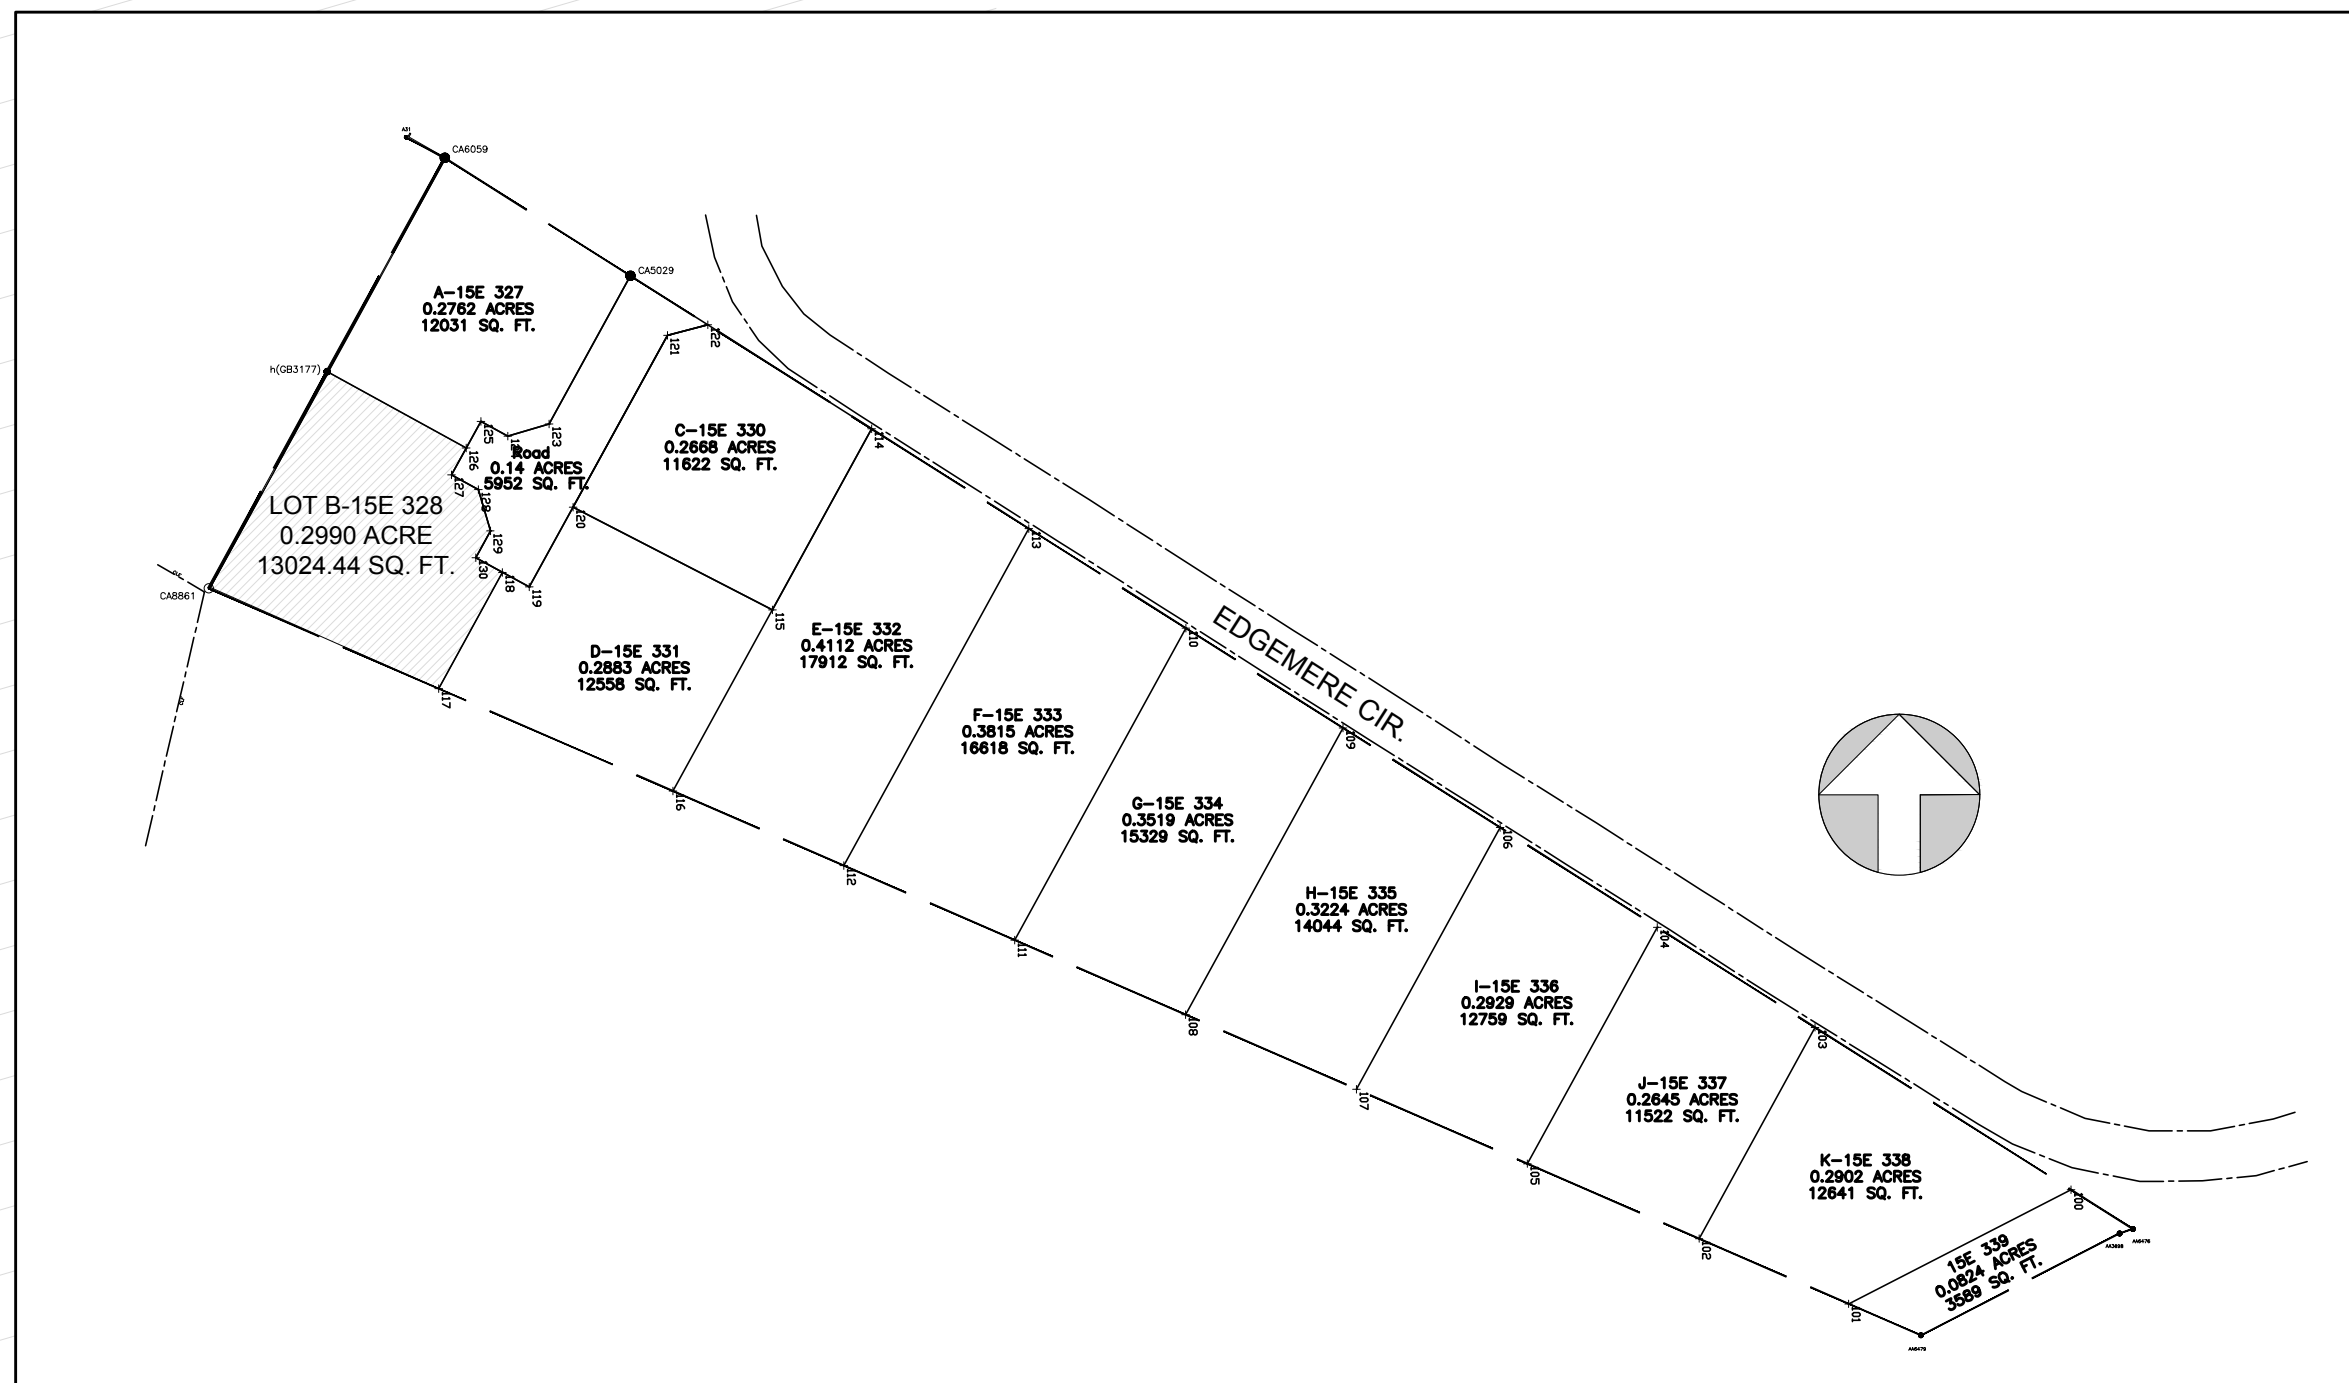 A31
CA6059
CA5029
A-15E 327
0.2762 ACRES
12031 SQ. FT.
122
121
h(GB3177)
125
123
126
Road
0.14 ACRES
5952 SQ. FT.
127
128
129
130
118
119
120
C-15E 330
0.2668 ACRES
11622 SQ. FT.
114
113
LOT B-15E 328
0.2990 ACRE
13024.44 SQ. FT.
CA8861
117
D-15E 331
0.2883 ACRES
12558 SQ. FT.
115
116
E-15E 332
0.4112 ACRES
17912 SQ. FT.
112
110
F-15E 333
0.3815 ACRES
16618 SQ. FT.
111
EDGEMERE CIR.
109
G-15E 334
0.3519 ACRES
15329 SQ. FT.
108
106
H-15E 335
0.3224 ACRES
14044 SQ. FT.
107
104
I-15E 336
0.2929 ACRES
12759 SQ. FT.
105
103
J-15E 337
0.2645 ACRES
11522 SQ. FT.
102
K-15E 338
0.2902 ACRES
12641 SQ. FT.
101
200
15E 339
0.0824 ACRES
3589 SQ. FT.
AA6476
AA6479